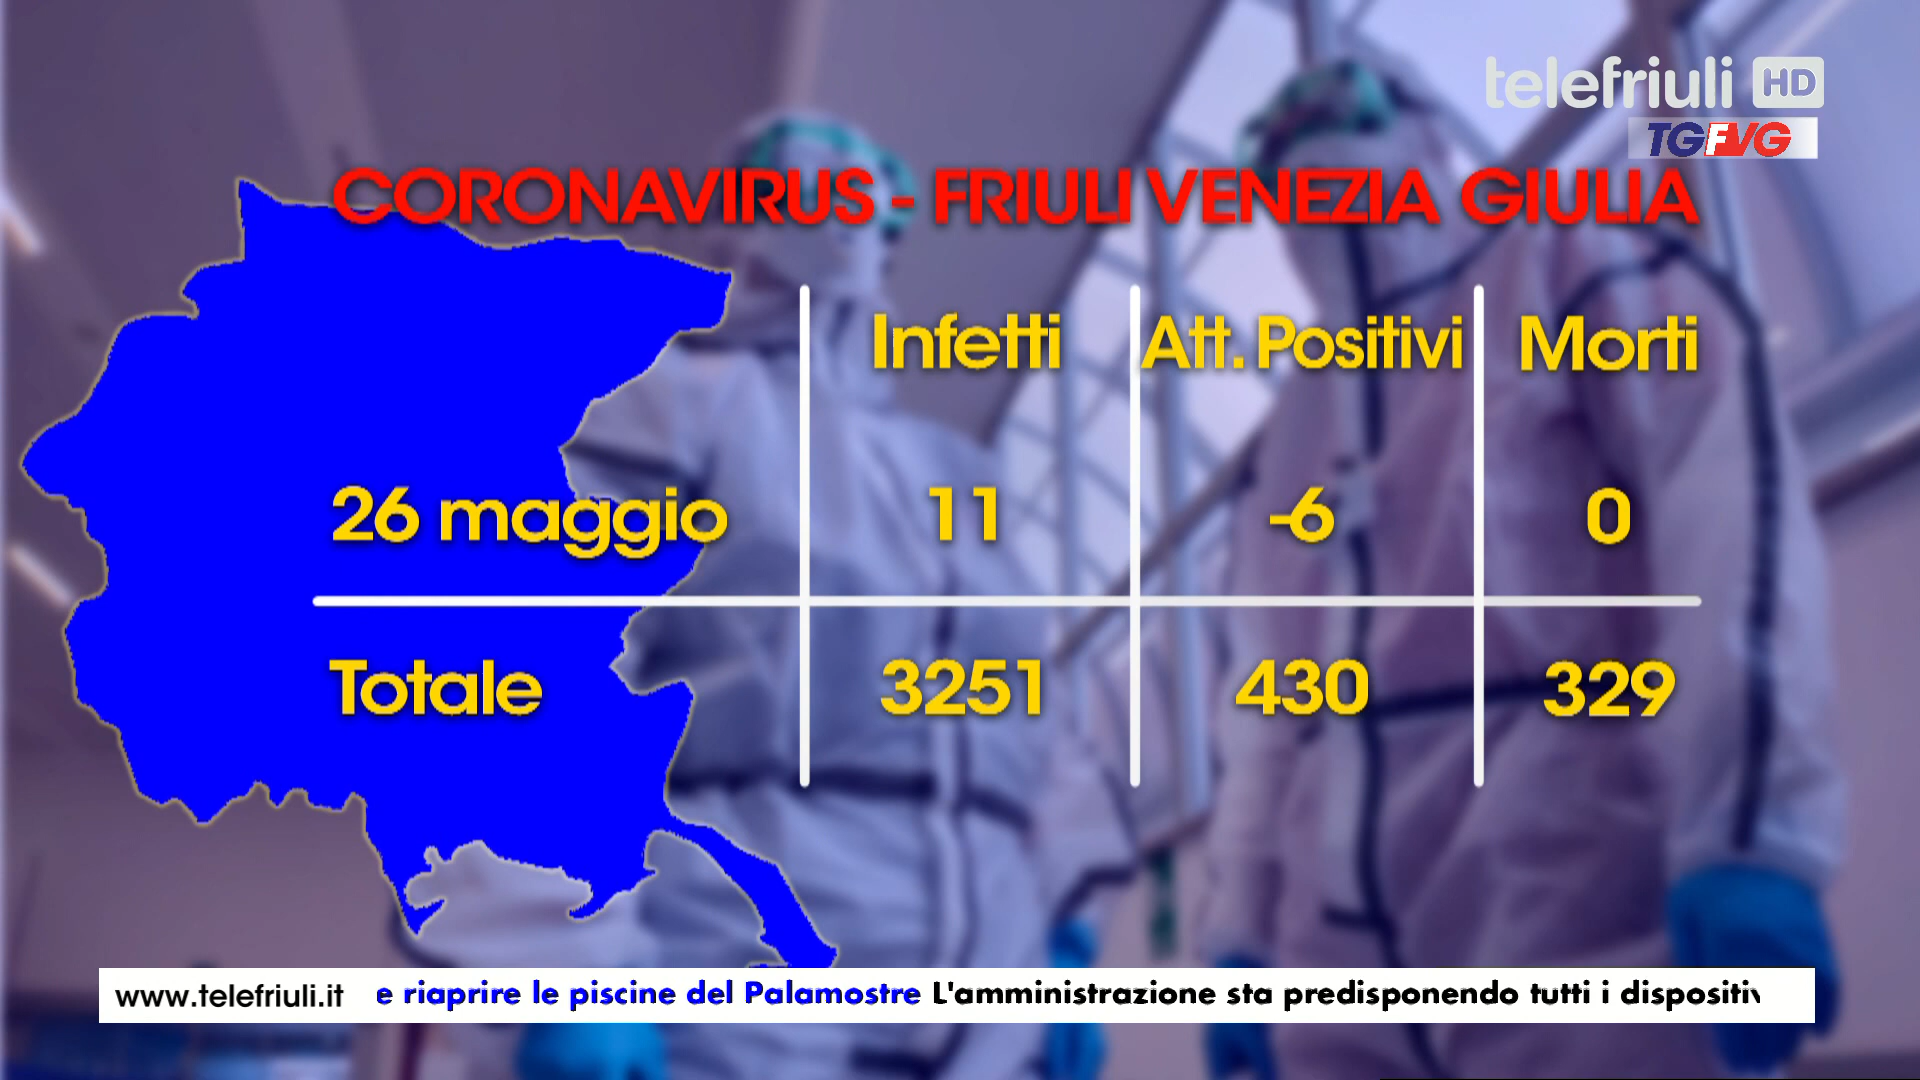 telefriuli HD
TGFVG
CORONAVIRUS - FRIULI VENEZIA GIULIA
Infetti Att. Positivi Morti
26 maggio 11 -6 0
Totale 3251 430 329
www.telefriuli.it e riaprire le piscine del Palamostre L'amministrazione sta predisponendo tutti i dispositiv